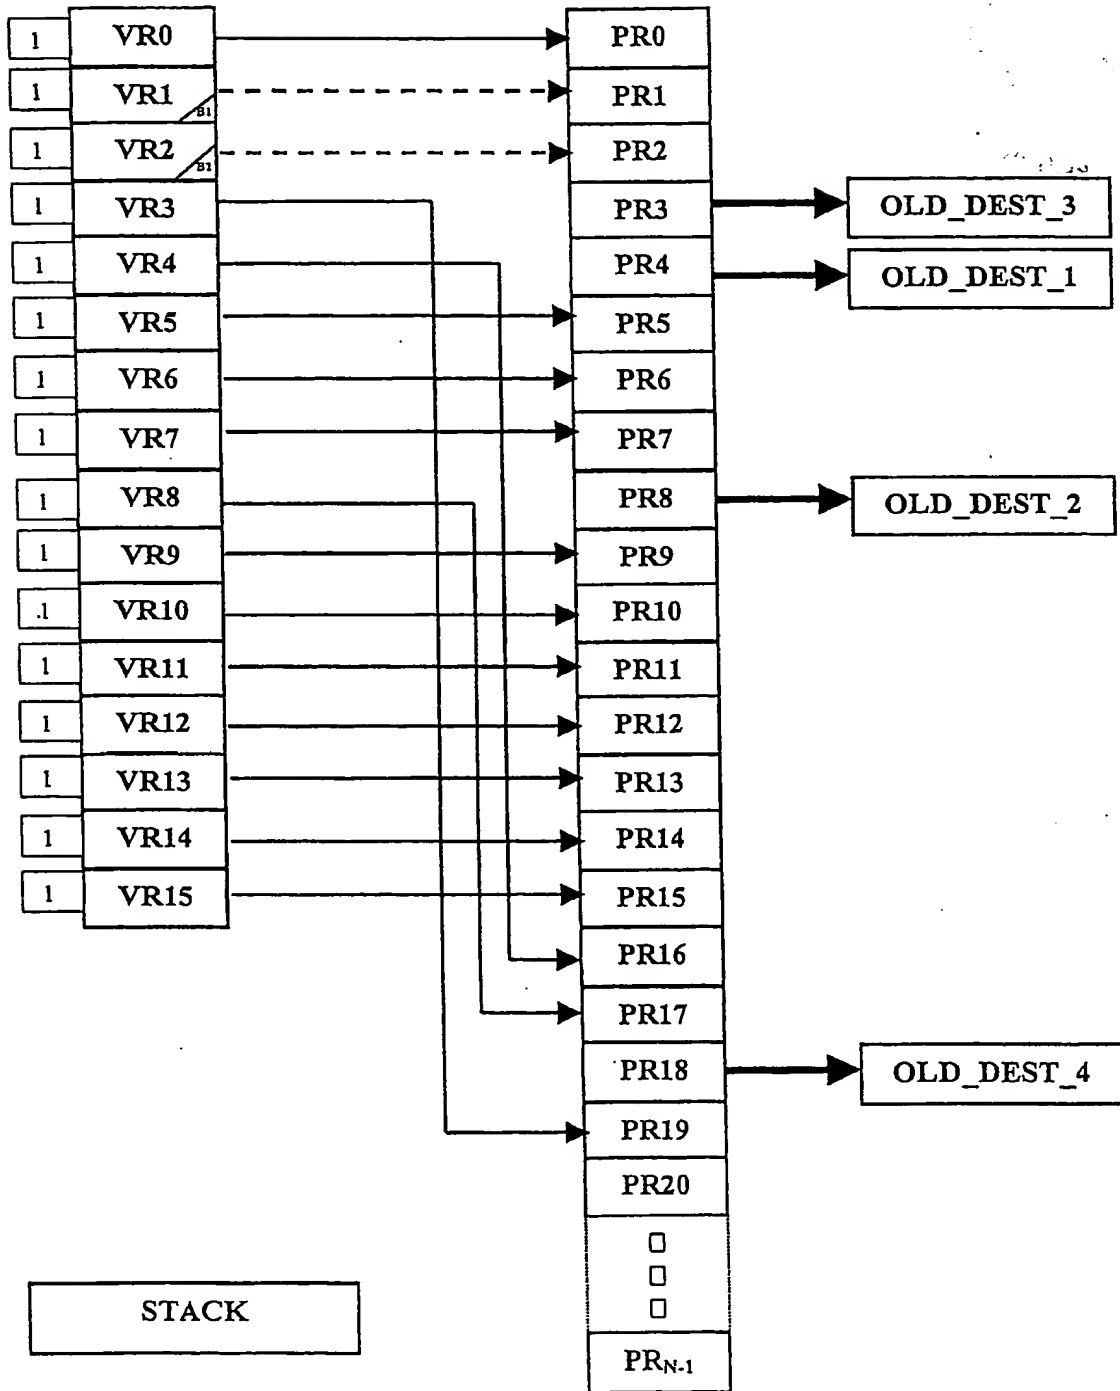 1 VR0 PR0
1 VR1 B1 PR1
1 VR2 B2 PR2
1 VR3 PR3 OLD_DEST_3
1 VR4 PR4 OLD_DEST_1
1 VR5 PR5
1 VR6 PR6
1 VR7 PR7
1 VR8 PR8 OLD_DEST_2
1 VR9 PR9
.1 VR10 PR10
1 VR11 PR11
1 VR12 PR12
1 VR13 PR13
1 VR14 PR14
1 VR15 PR15
PR16
PR17
PR18 OLD_DEST_4
PR19
PR20
STACK
PRN-1